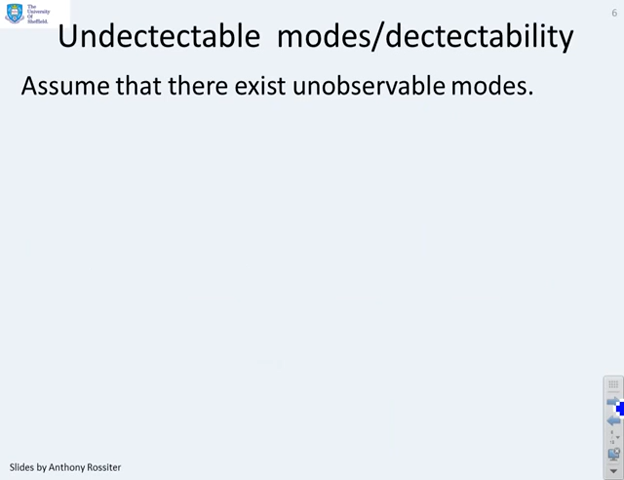 The
University
Of
Sheffield.
6
Undectectable modes/dectectability
Assume that there exist unobservable modes.
Slides by Anthony Rossiter